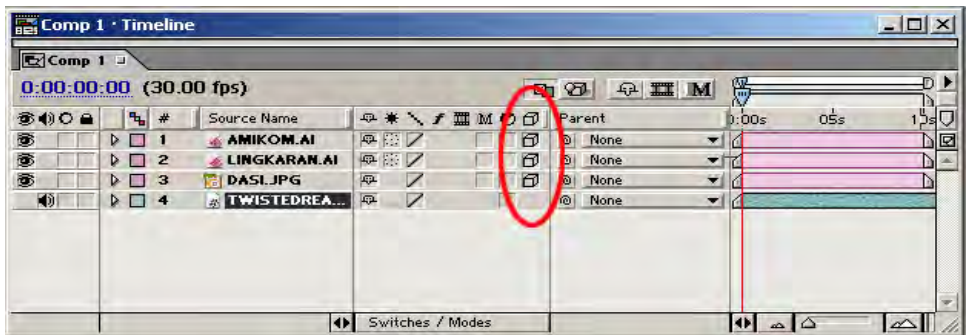 Comp 1 · Timeline
Comp 1
0:00:00:00 (30.00 fps) M
# Source Name M Parent 0:00s 05s 10s
1 AMIKOM.AI None
2 LINGKARAN.AI None
3 DASI.JPG None
4 TWISTEDREA... None
Switches / Modes